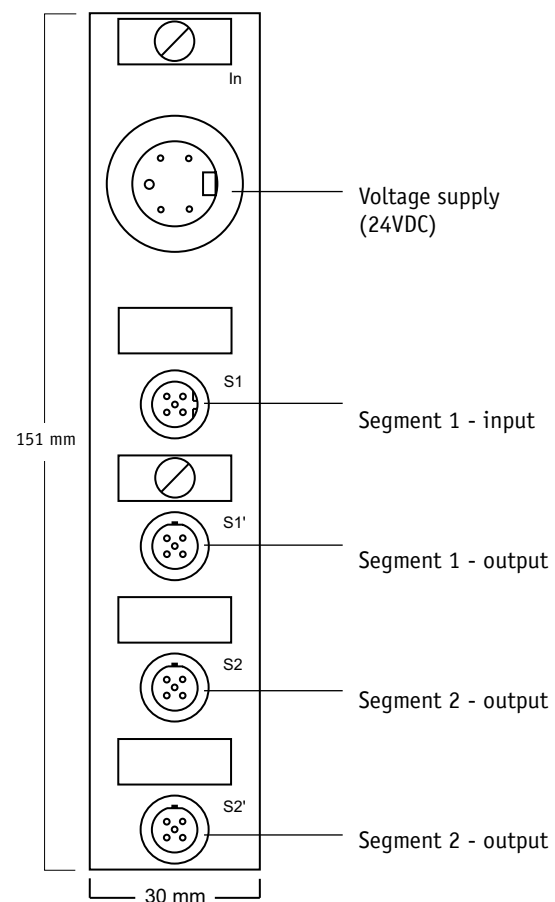 In
Voltage supply
(24VDC)
S1
Segment 1 - input
151 mm
S1'
Segment 1 - output
S2
Segment 2 - output
S2'
Segment 2 - output
30 mm